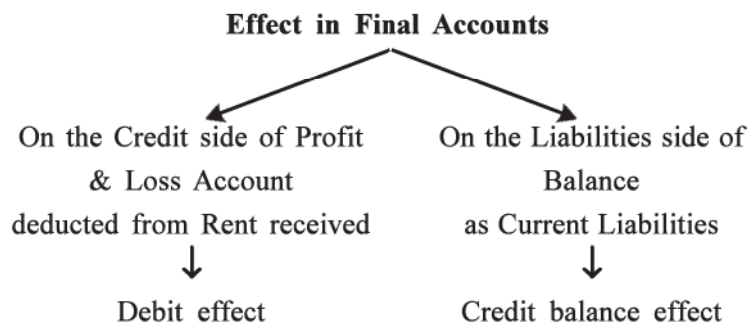 Effect in Final Accounts
On the Credit side of Profit
& Loss Account
deducted from Rent received
Debit effect
On the Liabilities side of
Balance
as Current Liabilities
Credit balance effect